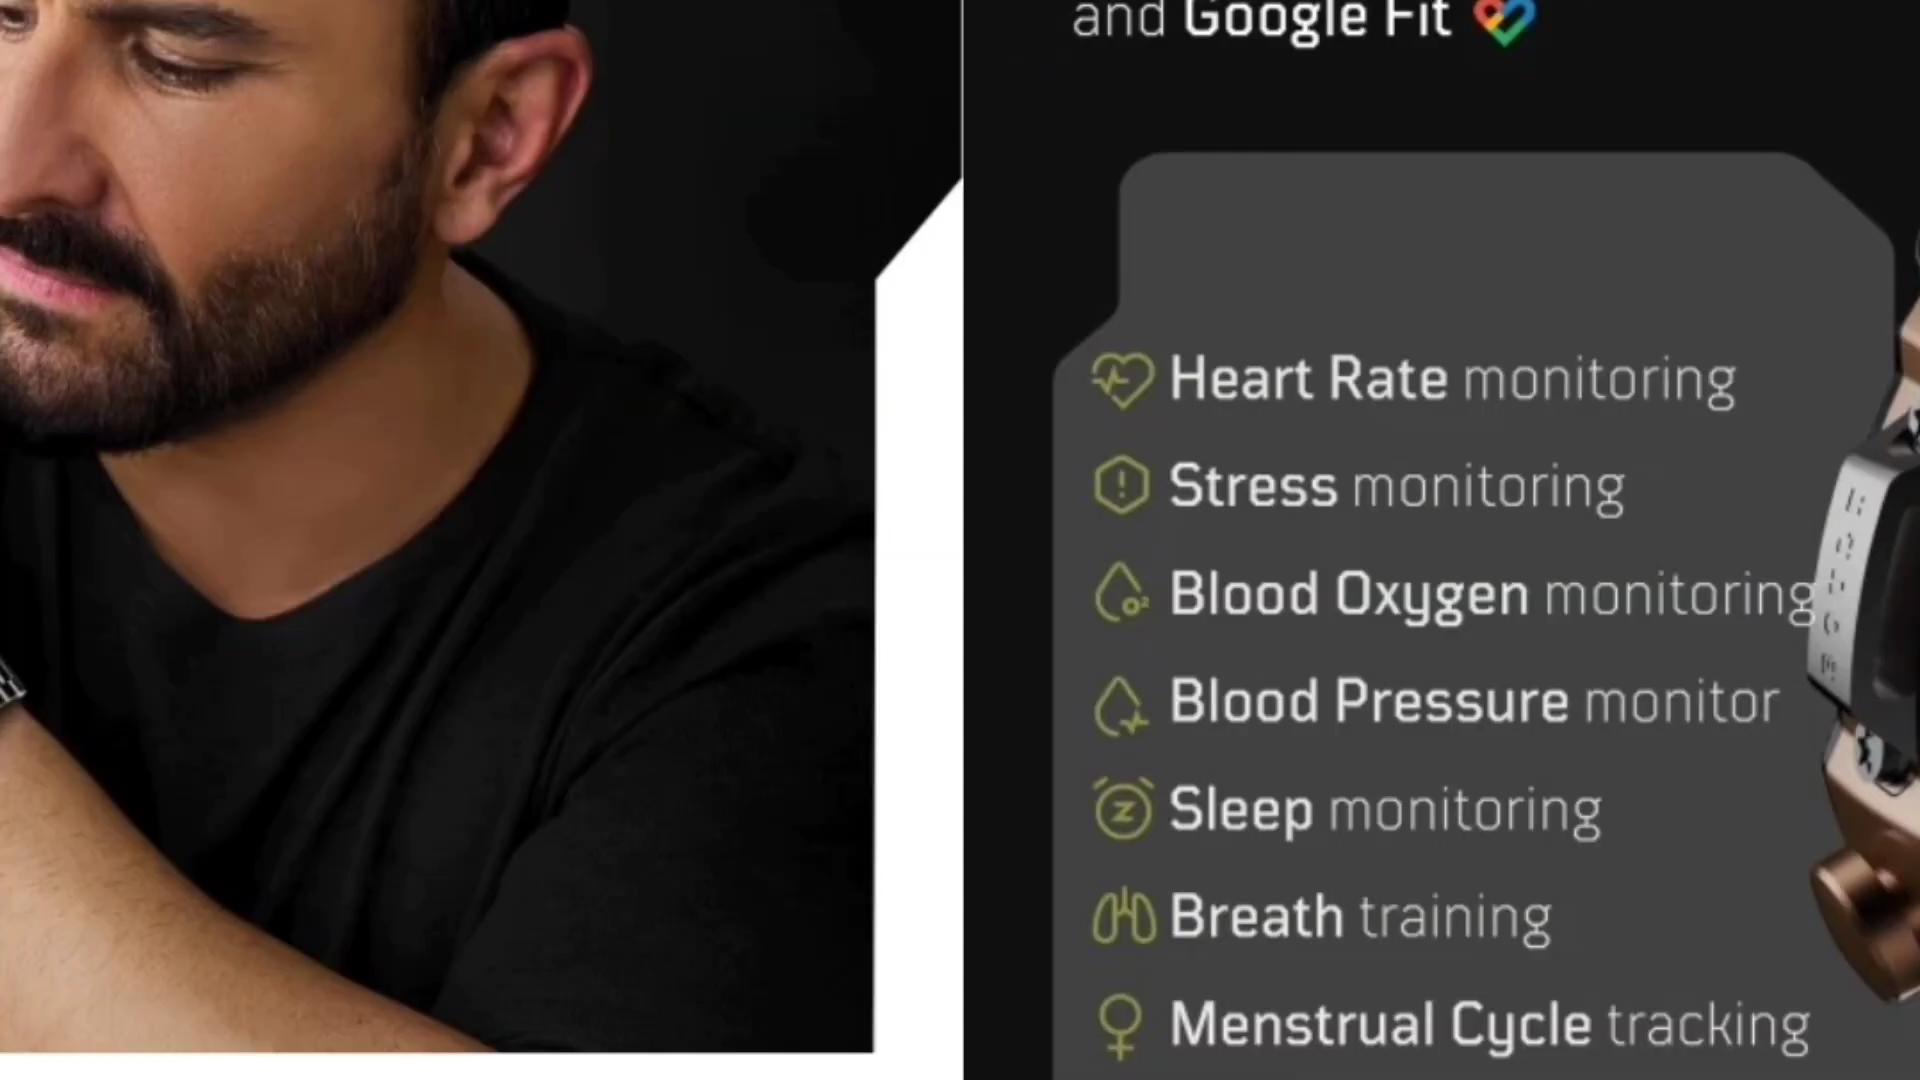 and Google Fit
Heart Rate monitoring
Stress monitoring
Blood Oxygen monitoring
Blood Pressure monitor
Sleep monitoring
Breath training
Menstrual Cycle tracking